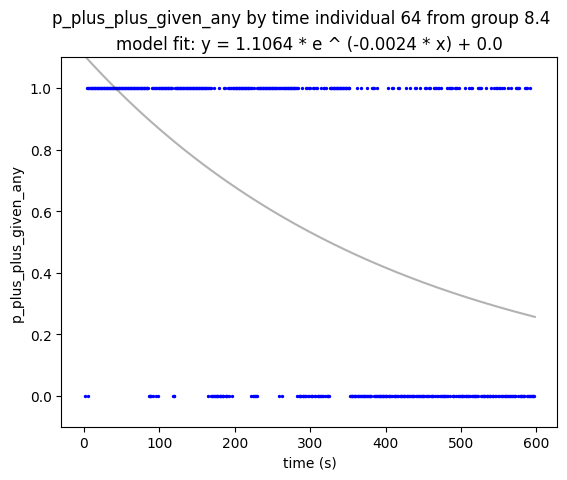 p_plus_plus_given_any by time individual 64 from group 8.4
model fit: y = 1.1064 * e ^ (-0.0024 * x) + 0.0
1.0
0.8
0.6
0.4
0.2
0.0
p_plus_plus_given_any
0 100 200 300 400 500 600
time (s)